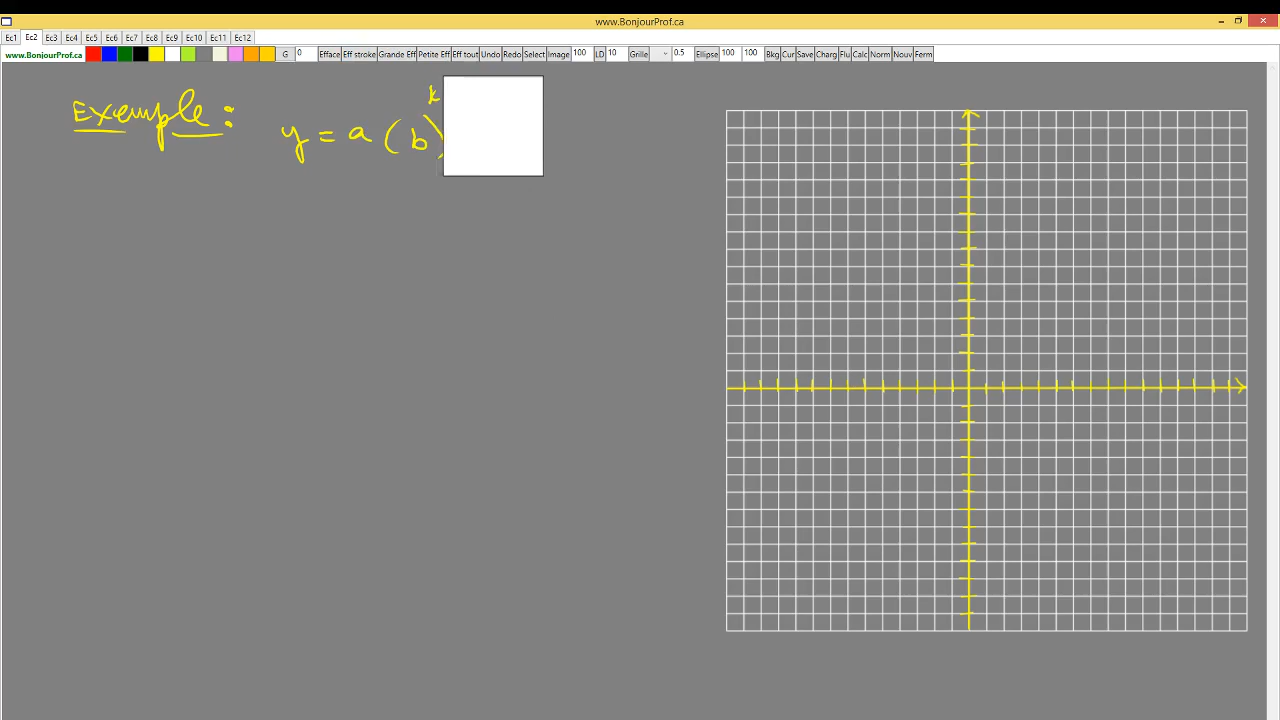 www.BonjourProf.ca
Ec1 Ec2 Ec3 Ec4 Ec5 Ec6 Ec7 Ec8 Ec9 Ec10 Ec11 Ec12
www.BonjourProf.ca G 0 Efface Eff stroke Grande Eff Petite Eff Eff tout Undo Redo Select Image 100 LD 10 Grille 0.5 Ellipse 100 100 Bkg Cur Save Charg Flu Calc Norm Nouv Ferm
Exemple :
y = a (b)